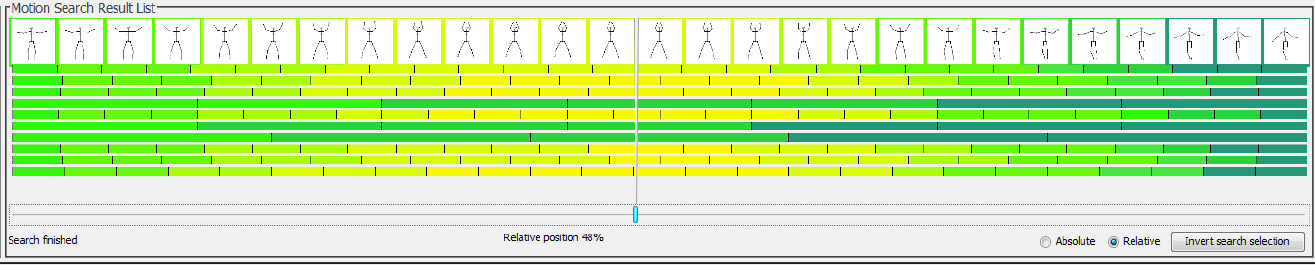 Motion Search Result List
Search finished
Relative position 48%
Absolute
Relative
Invert search selection